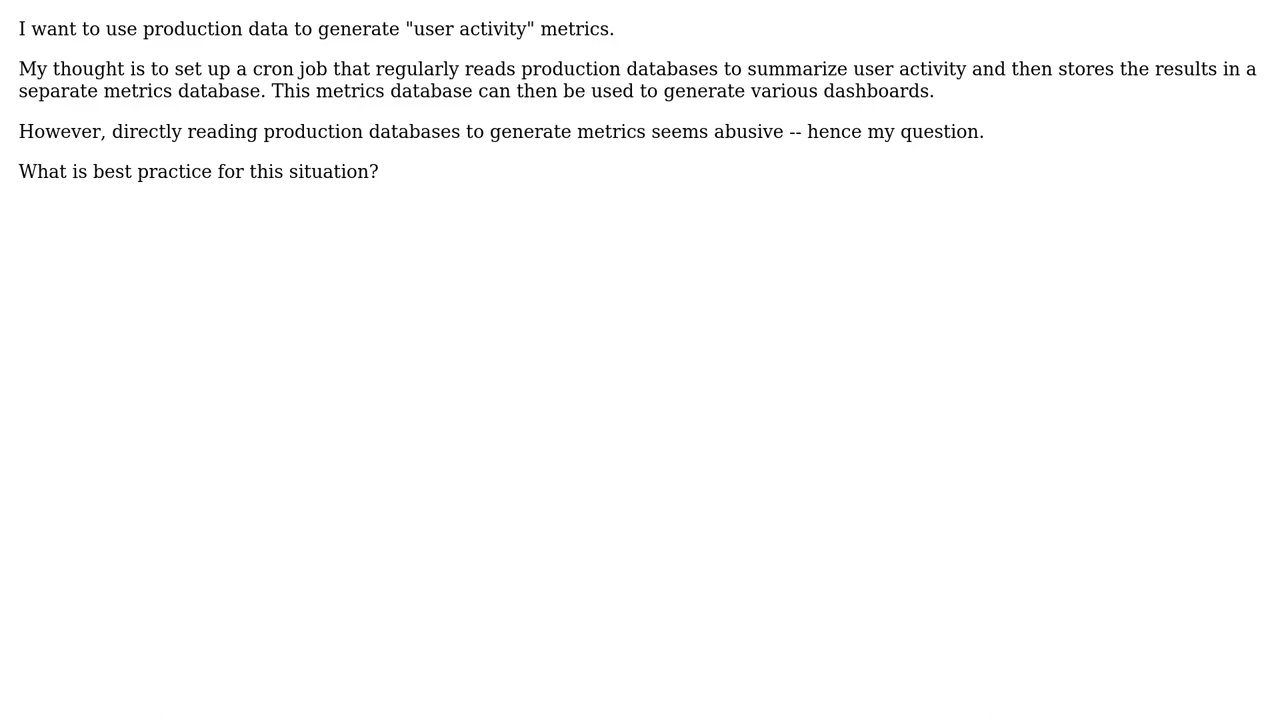 I want to use production data to generate "user activity" metrics.
My thought is to set up a cron job that regularly reads production databases to summarize user activity and then stores the results in a
separate metrics database. This metrics database can then be used to generate various dashboards.
However, directly reading production databases to generate metrics seems abusive -- hence my question.
What is best practice for this situation?